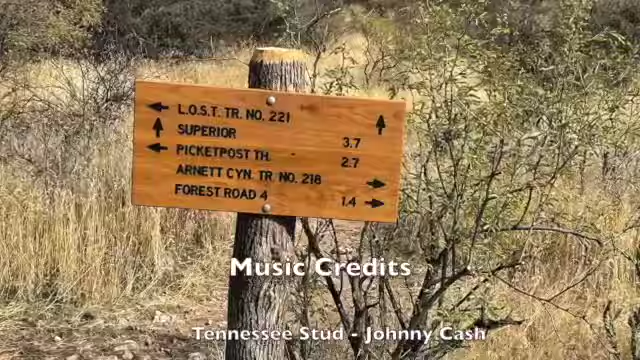 ← L.O.S.T. TR. NO. 221 ↑
↑ SUPERIOR 3.7
← PICKETPOST TH. 2.7
ARNETT CYN. TR. NO. 218 →
FOREST ROAD 4 1.4 →
Music Credits
Tennessee Stud - Johnny Cash